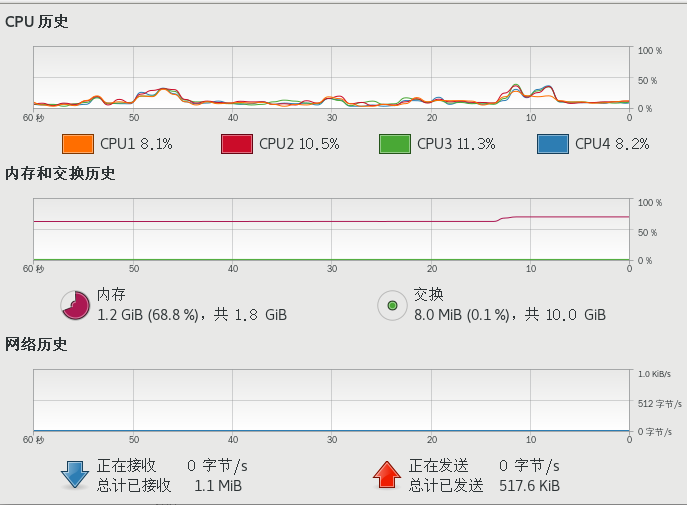 CPU 历史
100 %
50 %
0 %
60 秒 50 40 30 20 10 0
CPU1 8.1% CPU2 10.5% CPU3 11.3% CPU4 8.2%
内存和交换历史
100 %
50 %
0 %
60 秒 50 40 30 20 10 0
内存 交换
1.2 GiB (68.8 %)，共 1.8 GiB 8.0 MiB (0.1 %)，共 10.0 GiB
网络历史
1.0 KiB/s
512 字节/s
0 字节/s
60 秒 50 40 30 20 10 0
正在接收 0 字节/s 正在发送 0 字节/s
总计已接收 1.1 MiB 总计已发送 517.6 KiB